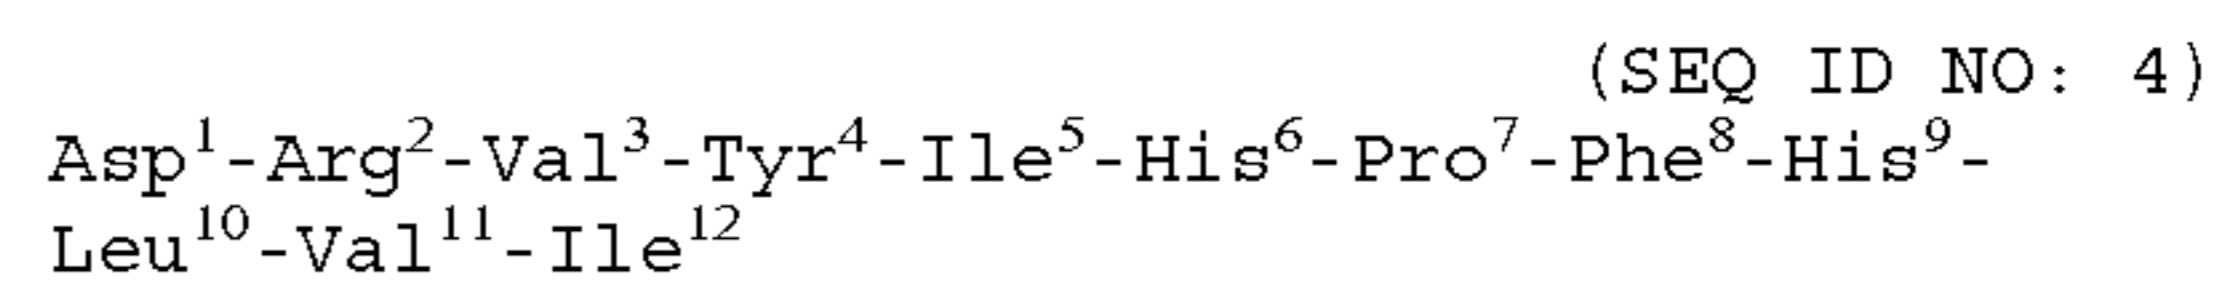 (SEQ ID NO: 4)
Asp¹-Arg²-Val³-Tyr⁴-Ile⁵-His⁶-Pro⁷-Phe⁸-His⁹-
Leu¹⁰-Val¹¹-Ile¹²